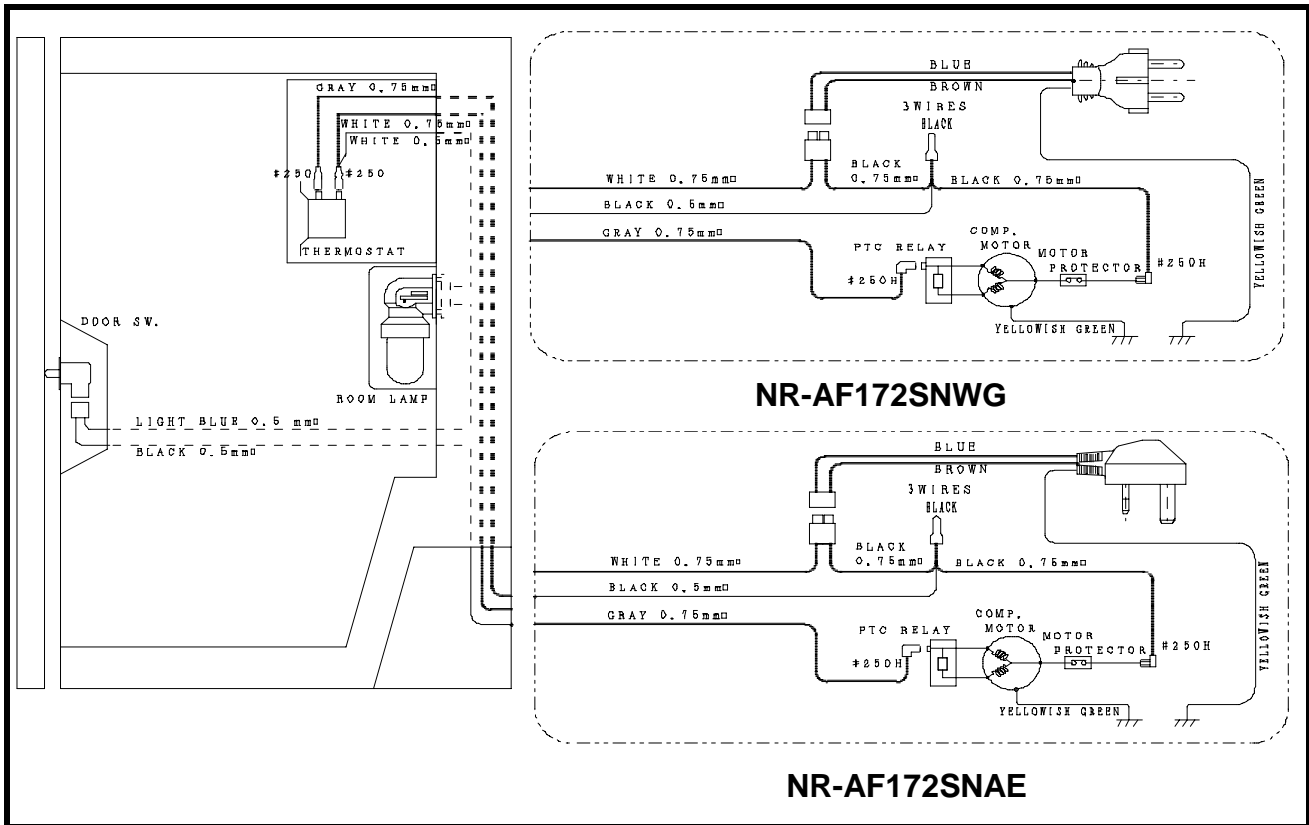 GRAY 0.75mm□
WHITE 0.75mm□
WHITE 0.5mm□
#250
#250
THERMOSTAT
DOOR SW.
ROOM LAMP
LIGHT BLUE 0.5 mm□
BLACK 0.5mm□
BLUE
BROWN
3WIRES
BLACK
BLACK
0.75mm□
WHITE 0.75mm□
BLACK 0.75mm□
BLACK 0.5mm□
GRAY 0.75mm□
PTC RELAY
COMP.
MOTOR
MOTOR
PROTECTOR
#250H
#250H
YELLOWISH GREEN
YELLOWISH GREEN
NR-AF172SNWG
BLUE
BROWN
3WIRES
BLACK
BLACK
0.75mm□
WHITE 0.75mm□
BLACK 0.75mm□
BLACK 0.5mm□
GRAY 0.75mm□
PTC RELAY
COMP.
MOTOR
MOTOR
PROTECTOR
#250H
#250H
YELLOWISH GREEN
YELLOWISH GREEN
NR-AF172SNAE